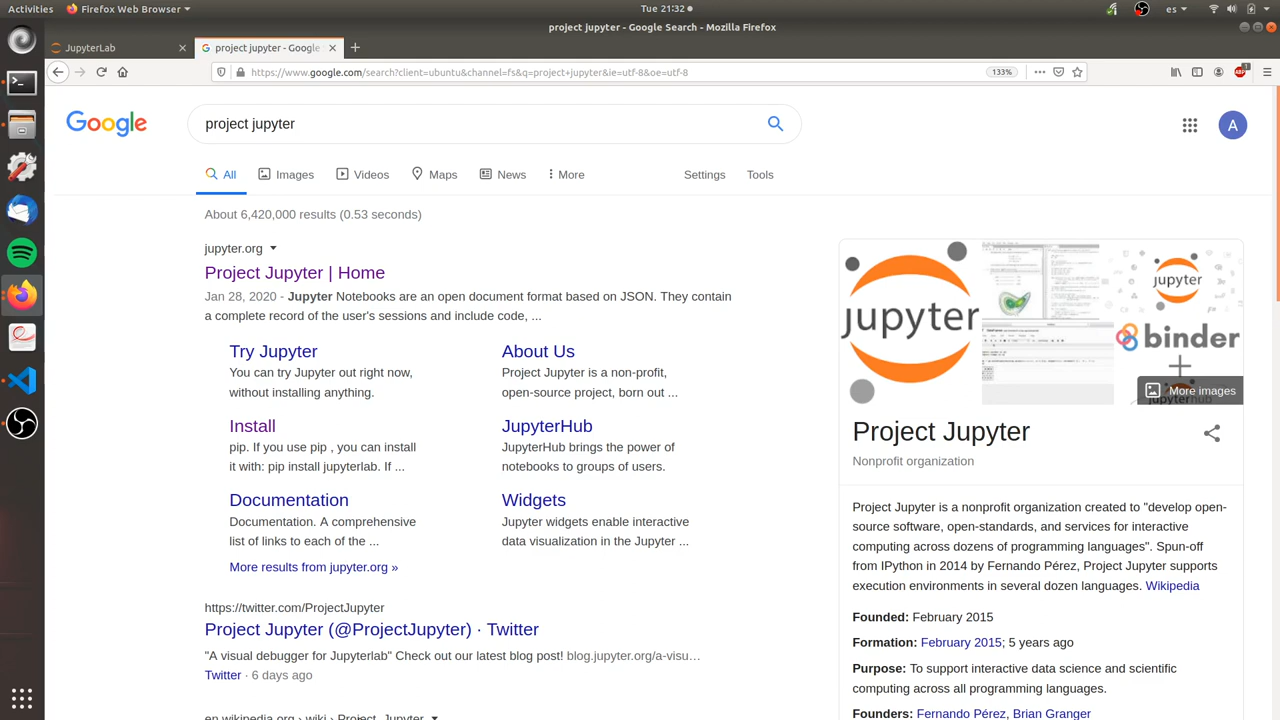 Activities
Firefox Web Browser
Tue 21:32
es
project jupyter - Google Search - Mozilla Firefox
JupyterLab
project jupyter - Google
https://www.google.com/search?client=ubuntu&channel=fs&q=project+jupyter&ie=utf-8&oe=utf-8
133%
ABP
1
Google
project jupyter
A
All
Images
Videos
Maps
News
More
Settings
Tools
About 6,420,000 results (0.53 seconds)
jupyter.org
Project Jupyter | Home
Jan 28, 2020 - Jupyter Notebooks are an open document format based on JSON. They contain
a complete record of the user's sessions and include code, ...
Try Jupyter
You can try Jupyter out right now,
without installing anything.
About Us
Project Jupyter is a non-profit,
open-source project, born out ...
Install
pip. If you use pip , you can install
it with: pip install jupyterlab. If ...
JupyterHub
JupyterHub brings the power of
notebooks to groups of users.
Documentation
Documentation. A comprehensive
list of links to each of the ...
Widgets
Jupyter widgets enable interactive
data visualization in the Jupyter ...
More results from jupyter.org »
https://twitter.com/ProjectJupyter
Project Jupyter (@ProjectJupyter) · Twitter
"A visual debugger for Jupyterlab" Check out our latest blog post! blog.jupyter.org/a-visu…
Twitter · 6 days ago
en.wikipedia.org › wiki › Project_Jupyter
jupyter
jupyter
binder
jupyterhub
More images
Project Jupyter
Nonprofit organization
Project Jupyter is a nonprofit organization created to "develop open-
source software, open-standards, and services for interactive
computing across dozens of programming languages". Spun-off
from IPython in 2014 by Fernando Pérez, Project Jupyter supports
execution environments in several dozen languages. Wikipedia
Founded: February 2015
Formation: February 2015; 5 years ago
Purpose: To support interactive data science and scientific
computing across all programming languages.
Founders: Fernando Pérez, Brian Granger